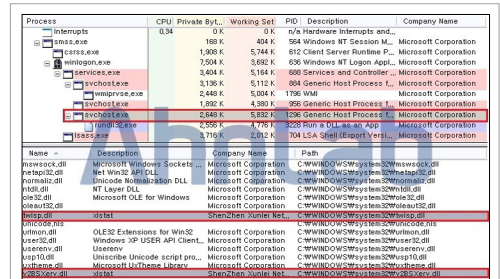 Process CPU Private Byt... Working Set PID Description Company Name
Interrupts 0,34 0 K 0 K n/a Hardware Interrupts and...
smss,exe 168 K 404 K 564 Windows NT Session M... Microsoft Corporation
csrss,exe 1,908 K 5,744 K 612 Client Server Runtime P... Microsoft Corporation
winlogon,exe 7,504 K 3,692 K 636 Windows NT Logon Appl... Microsoft Corporation
services,exe 3,404 K 5,164 K 688 Services and Controller ... Microsoft Corporation
svchost,exe 3,136 K 5,112 K 884 Generic Host Process f... Microsoft Corporation
wmiprvse,exe 2,448 K 5,004 K 1796 WMI Microsoft Corporation
svchost,exe 1,892 K 4,380 K 956 Generic Host Process f... Microsoft Corporation
svchost,exe 2,648 K 5,832 K 1296 Generic Host Process f... Microsoft Corporation
rundll32,exe 2,556 K 4,776 K 3228 Run a DLL as an App Microsoft Corporation
lsass,exe 3,716 K 2,012 K 704 LSA Shell (Export Versi... Microsoft Corporation
AhnLab
Name Description Company Name Path
mswsock,dll Microsoft Windows Sockets ... Microsoft Corporation C:₩WINDOWS₩system32₩mswsock,dll
netapi32,dll Net Win32 API DLL Microsoft Corporation C:₩WINDOWS₩system32₩netapi32,dll
normaliz,dll Unicode Normalization DLL Microsoft Corporation C:₩WINDOWS₩system32₩normaliz,dll
ntdll,dll NT Layer DLL Microsoft Corporation C:₩WINDOWS₩system32₩ntdll,dll
ole32,dll Microsoft OLE for Windows Microsoft Corporation C:₩WINDOWS₩system32₩ole32,dll
oleaut32,dll Microsoft Corporation C:₩WINDOWS₩system32₩oleaut32,dll
twlsp,dll xlstat ShenZhen Xunlei Net,.. C:₩WINDOWS₩system32₩twlsp,dll
unicode,nls C:₩WINDOWS₩system32₩unicode,nls
urlmon,dll OLE32 Extensions for Win32 Microsoft Corporation C:₩WINDOWS₩system32₩urlmon,dll
user32,dll Windows XP USER API Client,.. Microsoft Corporation C:₩WINDOWS₩system32₩user32,dll
userenv,dll Userenv Microsoft Corporation C:₩WINDOWS₩system32₩userenv,dll
usp10,dll Uniscribe Unicode script pro,.. Microsoft Corporation C:₩WINDOWS₩system32₩usp10,dll
uxtheme,dll Microsoft UxTheme Library Microsoft Corporation C:₩WINDOWS₩system32₩uxtheme,dll
v2BSXerv,dll xlstat ShenZhen Xunlei Net,.. C:₩WINDOWS₩system32₩v2BSXerv,dll